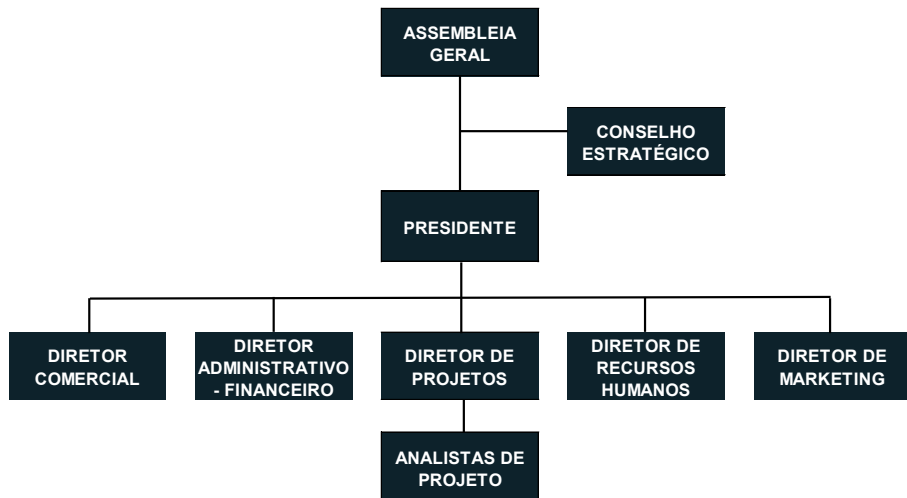 ASSEMBLEIA
GERAL
CONSELHO
ESTRATÉGICO
PRESIDENTE
DIRETOR
COMERCIAL
DIRETOR
ADMINISTRATIVO
- FINANCEIRO
DIRETOR DE
PROJETOS
DIRETOR DE
RECURSOS
HUMANOS
DIRETOR DE
MARKETING
ANALISTAS DE
PROJETO